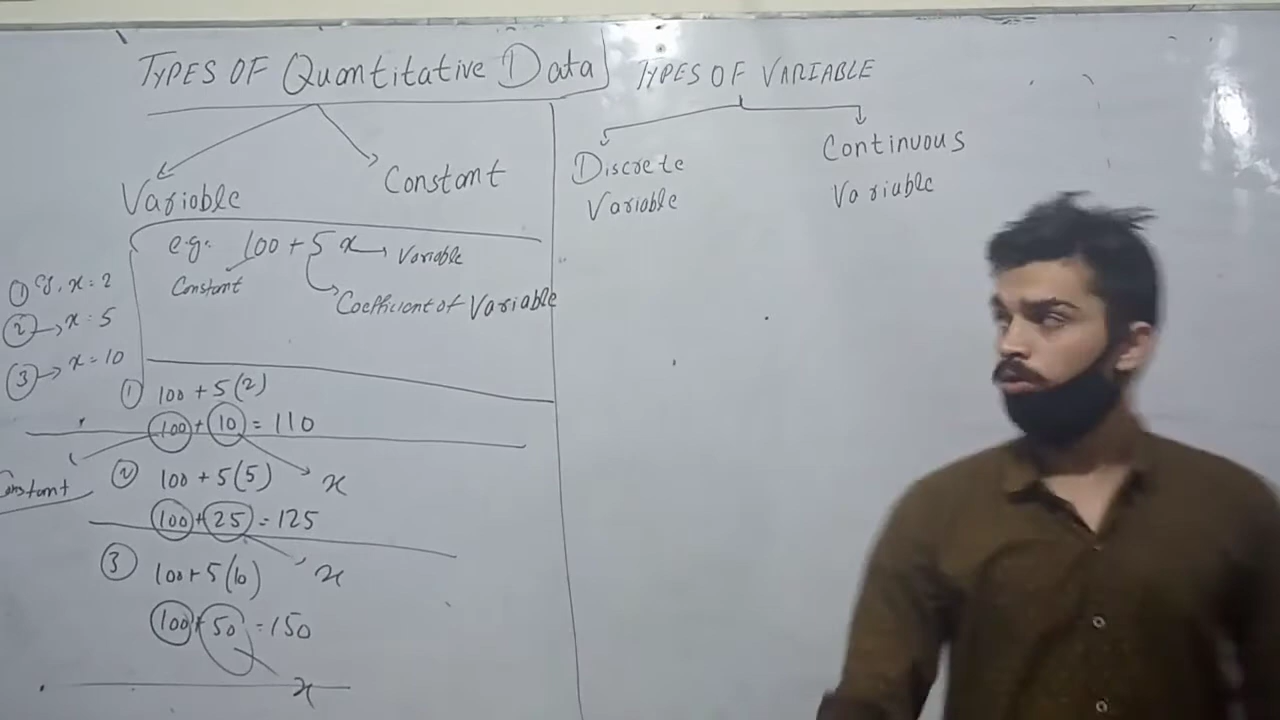 TYPES OF Quantitative Data
Variable
Constant
e.g. 100 + 5 x → Variable
Constant
Coefficient of Variable
① x = 2
② → x = 5
③ → x = 10
① 100 + 5(2)
100 + 10 = 110
Constant
x
② 100 + 5(5)
100 + 25 = 125
x
③ 100 + 5(10)
100 + 50 = 150
x
TYPES OF VARIABLE
Discrete
Variable
Continuous
Variable